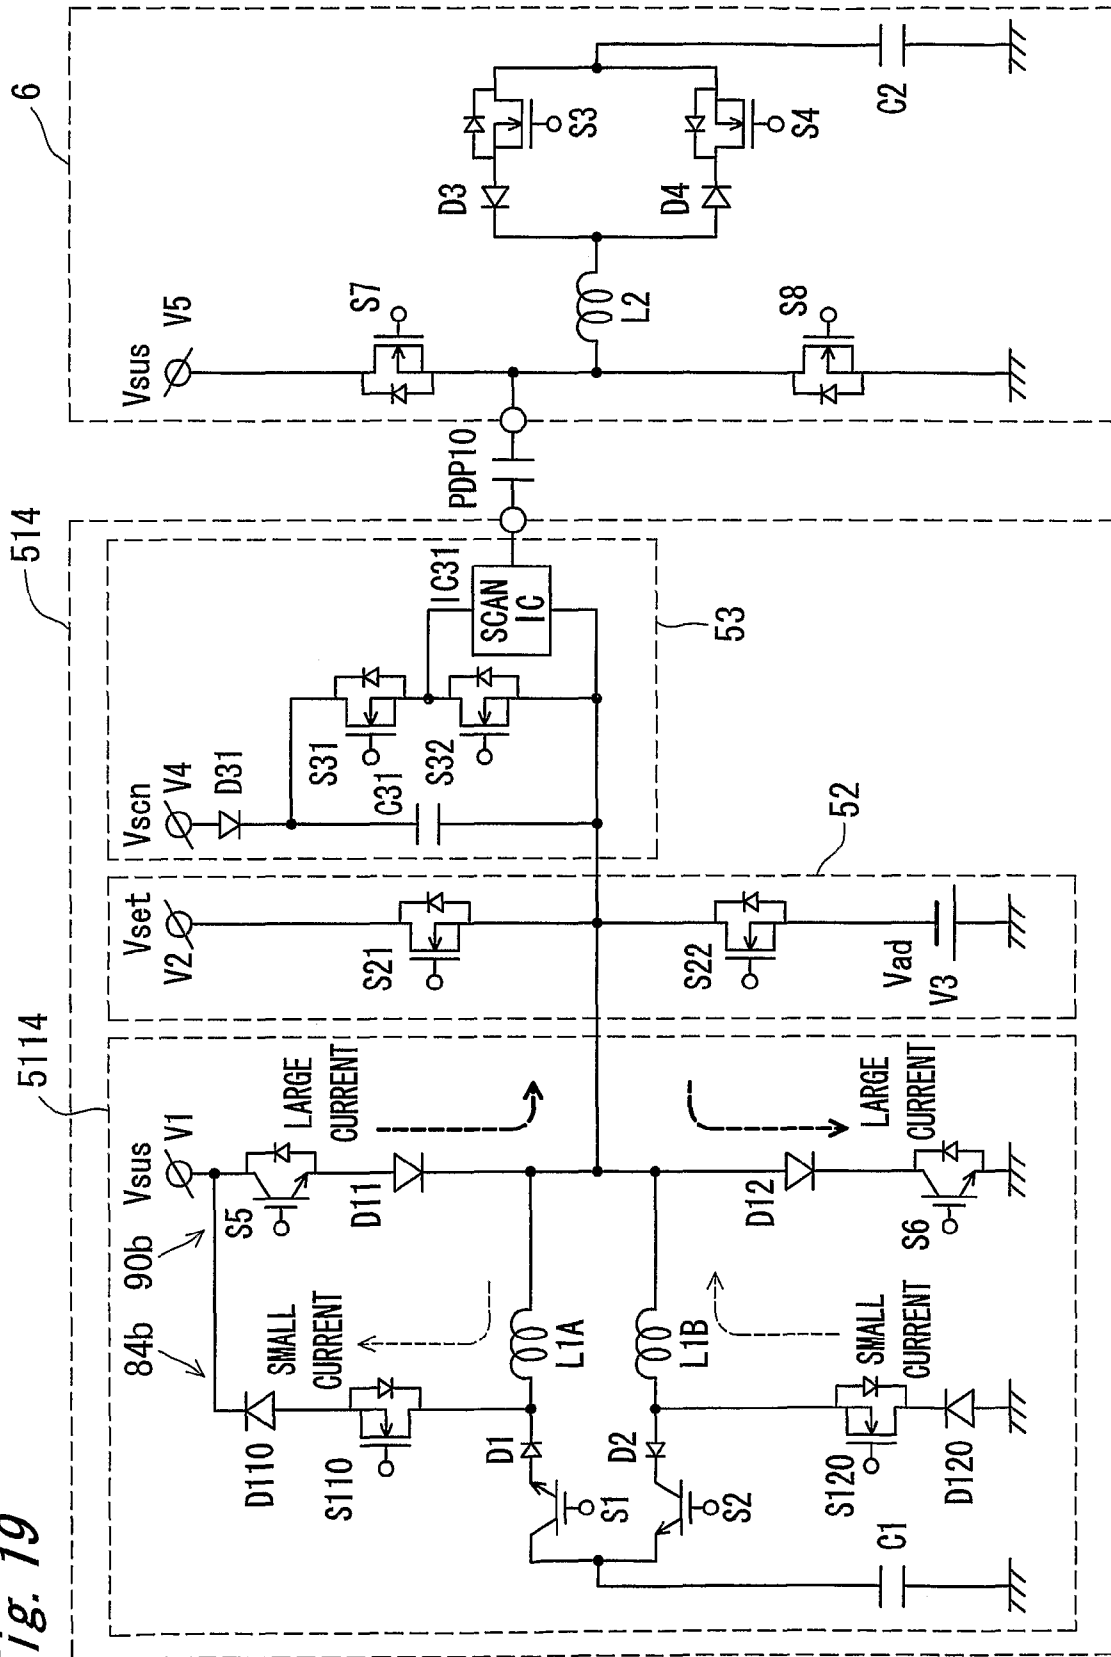 Fig. 19
514
5114
6
Vsus
V1
90b
84b
S5
LARGE
CURRENT
D11
SMALL
CURRENT
D110
S110
L1A
D1
S1
L1B
D2
S2
SMALL
CURRENT
S120
D120
C1
D12
LARGE
CURRENT
S6
Vset
V2
S21
S22
Vad
V3
52
Vscn
V4
D31
S31
C31
S32
IC31
SCAN
IC
53
PDP10
Vsus
V5
S7
L2
S8
D3
S3
D4
S4
C2